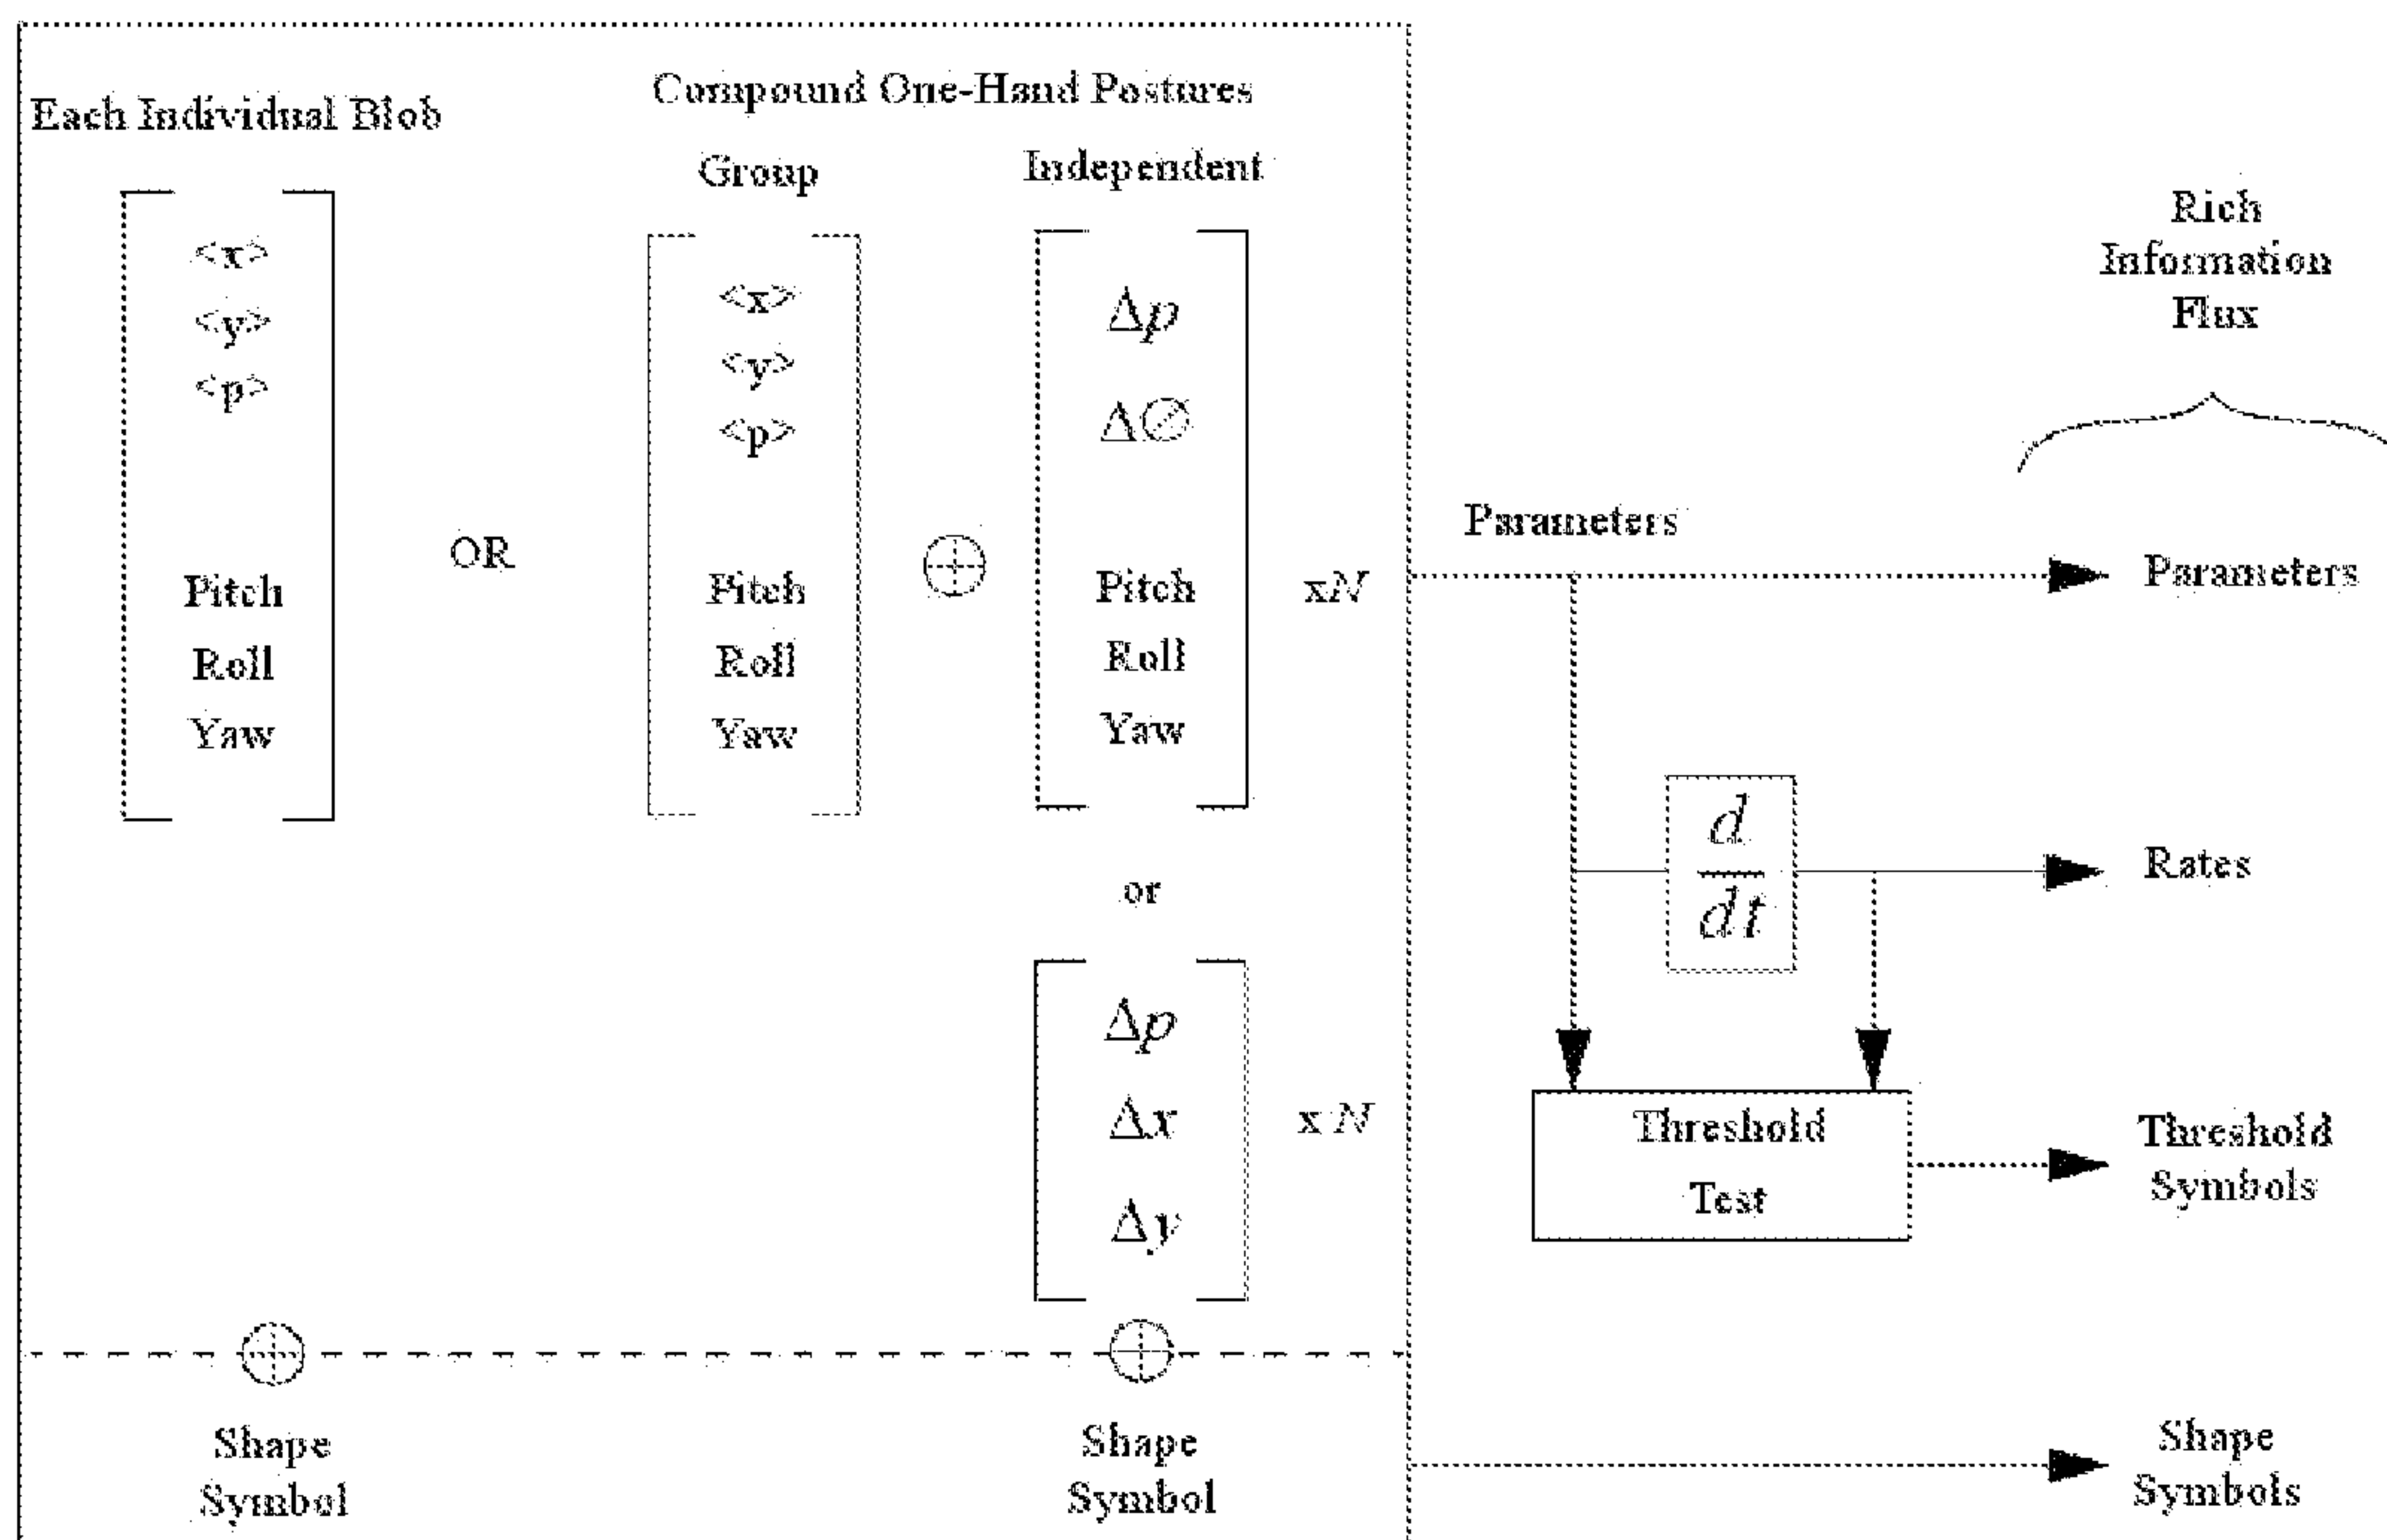 Each Individual Blob
<x>
<y>
<p>
Pitch
Roll
Yaw
OR
Compound One-Hand Postures
Group
<x>
<y>
<p>
Pitch
Roll
Yaw
⊕
Independent
Δp
Δ∅
Pitch
Roll
Yaw
xN
or
Δp
Δx
Δy
x N
⊕
Shape
Symbol
⊕
Shape
Symbol
Parameters
d
dt
Threshold
Test
Rich
Information
Flux
Parameters
Rates
Threshold
Symbols
Shape
Symbols